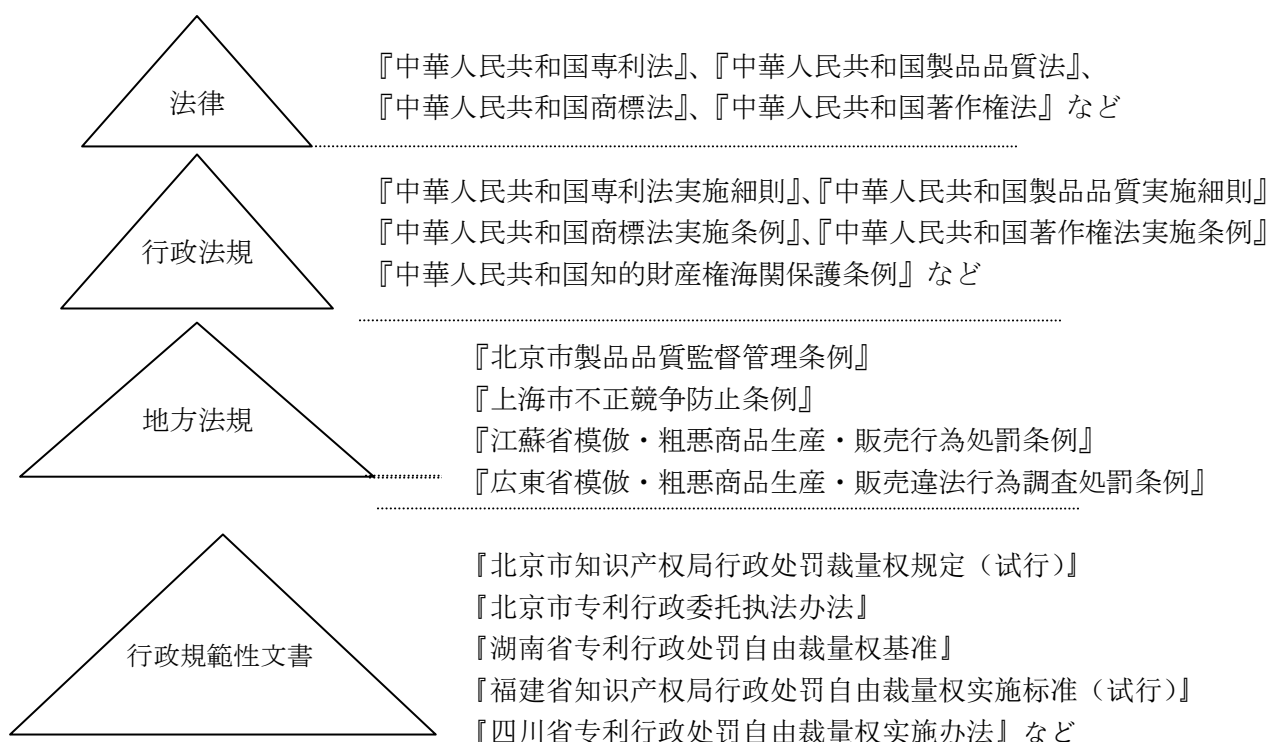 法律
『中華人民共和国専利法』、『中華人民共和国製品品質法』、
『中華人民共和国商標法』、『中華人民共和国著作権法』など
行政法規
『中華人民共和国専利法実施細則』、『中華人民共和国製品品質実施細則』
『中華人民共和国商標法実施条例』、『中華人民共和国著作権法実施条例』
『中華人民共和国知的財産権海関保護条例』など
地方法規
『北京市製品品質監督管理条例』
『上海市不正競争防止条例』
『江蘇省模倣・粗悪商品生産・販売行為処罰条例』
『広東省模倣・粗悪商品生産・販売違法行為調査処罰条例』
行政規範性文書
『北京市知识产权局行政处罚裁量权规定（试行)』
『北京市专利行政委托执法办法』
『湖南省专利行政处罚自由裁量权基准』
『福建省知识产权局行政处罚自由裁量权实施标准（试行)』
『四川省专利行政处罚自由裁量权实施办法』など